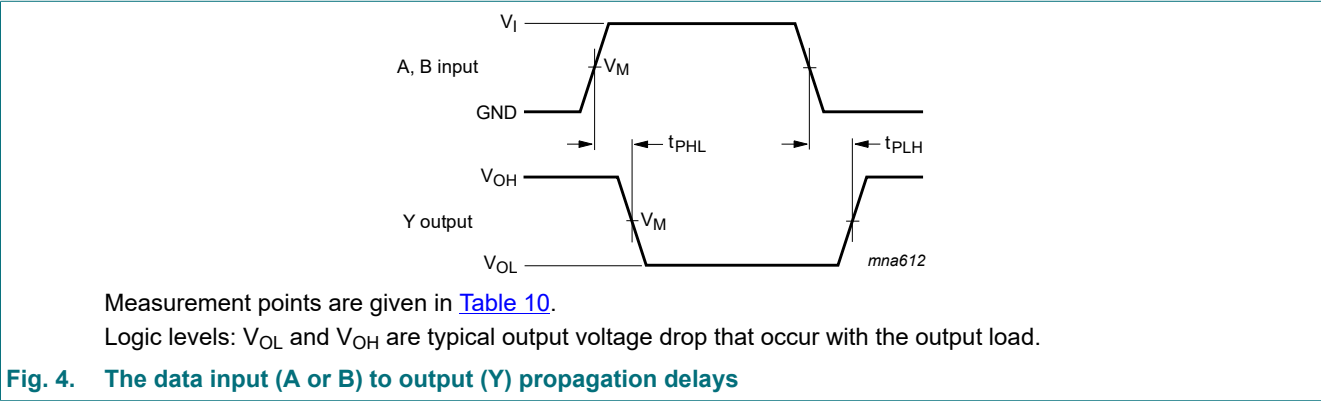 V_I
A, B input
V_M
GND
t_PHL
t_PLH
V_OH
Y output
V_M
V_OL
mna612
Measurement points are given in Table 10.
Logic levels: V_OL and V_OH are typical output voltage drop that occur with the output load.
Fig. 4. The data input (A or B) to output (Y) propagation delays